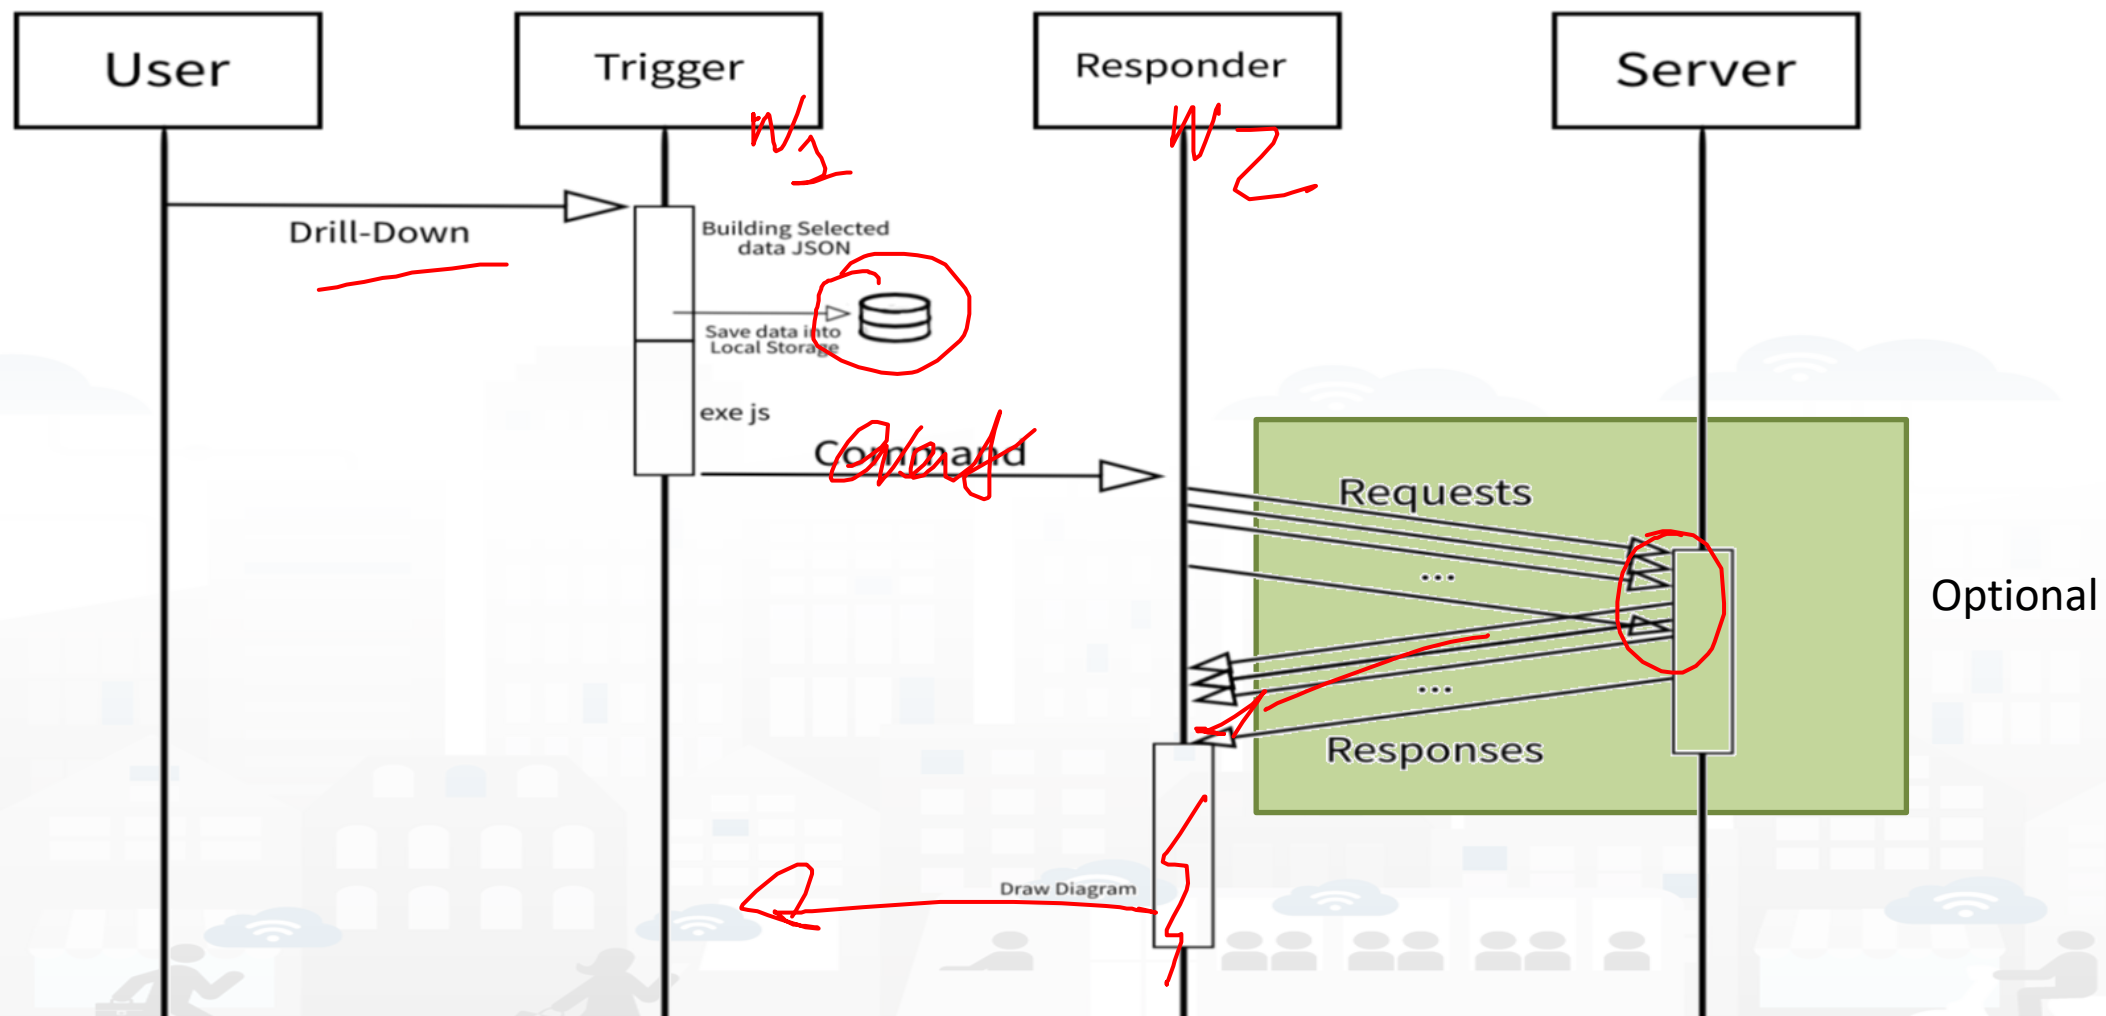 User
Trigger
Responder
Server
W1
W2
Drill-Down
Building Selected
data JSON
Save data into
Local Storage
exe js
Command
Requests
...
Optional
...
Responses
Draw Diagram